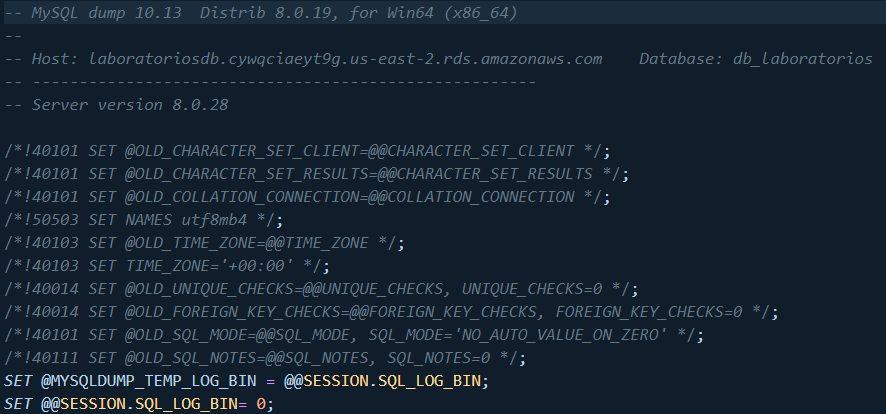 -- MySQL dump 10.13  Distrib 8.0.19, for Win64 (x86_64)
--
-- Host: laboratoriosdb.cywqciaeyt9g.us-east-2.rds.amazonaws.com    Database: db_laboratorios
-- ------------------------------------------------------
-- Server version 8.0.28

/*!40101 SET @OLD_CHARACTER_SET_CLIENT=@@CHARACTER_SET_CLIENT */;
/*!40101 SET @OLD_CHARACTER_SET_RESULTS=@@CHARACTER_SET_RESULTS */;
/*!40101 SET @OLD_COLLATION_CONNECTION=@@COLLATION_CONNECTION */;
/*!50503 SET NAMES utf8mb4 */;
/*!40103 SET @OLD_TIME_ZONE=@@TIME_ZONE */;
/*!40103 SET TIME_ZONE='+00:00' */;
/*!40014 SET @OLD_UNIQUE_CHECKS=@@UNIQUE_CHECKS, UNIQUE_CHECKS=0 */;
/*!40014 SET @OLD_FOREIGN_KEY_CHECKS=@@FOREIGN_KEY_CHECKS, FOREIGN_KEY_CHECKS=0 */;
/*!40101 SET @OLD_SQL_MODE=@@SQL_MODE, SQL_MODE='NO_AUTO_VALUE_ON_ZERO' */;
/*!40111 SET @OLD_SQL_NOTES=@@SQL_NOTES, SQL_NOTES=0 */;
SET @MYSQLDUMP_TEMP_LOG_BIN = @@SESSION.SQL_LOG_BIN;
SET @@SESSION.SQL_LOG_BIN= 0;